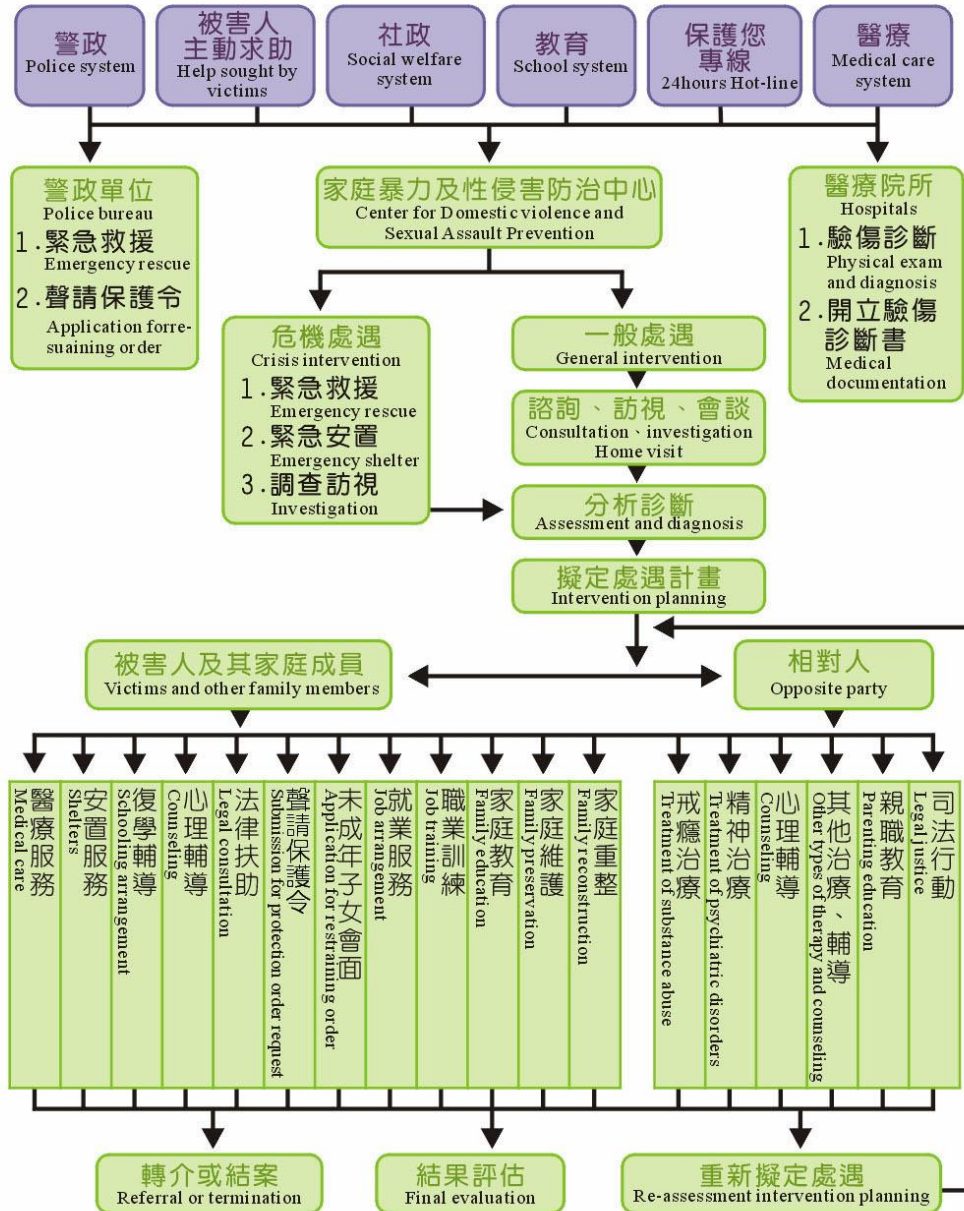 警政
Police system
被害人
主動求助
Help sought by
victims
社政
Social welfare
system
教育
School system
保護您
專線
24hours Hot-line
醫療
Medical care
system
警政單位
Police bureau
1.緊急救援
Emergency rescue
2.聲請保護令
Application forre-
suaining order
家庭暴力及性侵害防治中心
Center for Domestic violence and
Sexual Assault Prevention
醫療院所
Hospitals
1.驗傷診斷
Physical exam
and diagnosis
2.開立驗傷
診斷書
Medical
documentation
危機處遇
Crisis intervention
1.緊急救援
Emergency rescue
2.緊急安置
Emergency shelter
3.調查訪視
Investigation
一般處遇
General intervention
諮詢、訪視、會談
Consultation、investigation
Home visit
分析診斷
Assessment and diagnosis
擬定處遇計畫
Intervention planning
被害人及其家庭成員
Victims and other family members
相對人
Opposite party
醫療服務
Medical care
安置服務
Shelters
復學輔導
Schooling arrangement
心理輔導
Counseling
法律扶助
Legal consultation
聲請保護令
Submission for protection order request
未成年子女會面
Application for restraining order
就業服務
Job arrangement
職業訓練
Job training
家庭教育
Family education
家庭維護
Family preservation
家庭重整
Family reconstruction
戒癮治療
Treatment of substance abuse
精神治療
Treatment of psychiatric disorders
心理輔導
Counseling
其他治療、輔導
Other types of therapy and counseling
親職教育
Parenting education
司法行動
Legal justice
轉介或結案
Referral or termination
結果評估
Final evaluation
重新擬定處遇
Re-assessment intervention planning